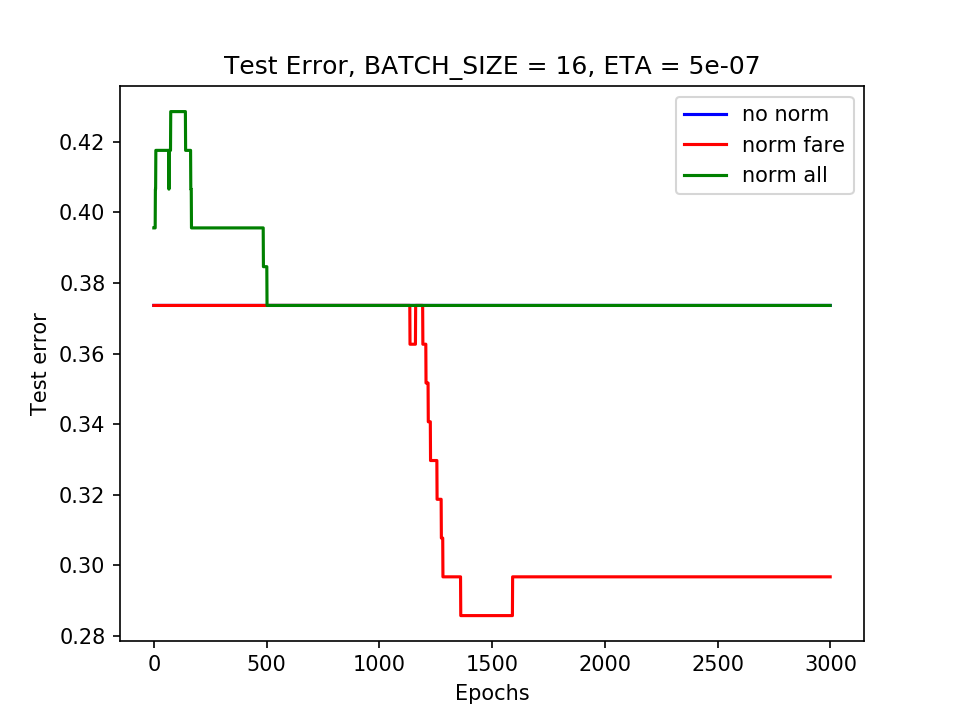 Test Error, BATCH_SIZE = 16, ETA = 5e-07
no norm
norm fare
norm all
0.42
0.40
0.38
0.36
0.34
0.32
0.30
0.28
Test error
0 500 1000 1500 2000 2500 3000
Epochs